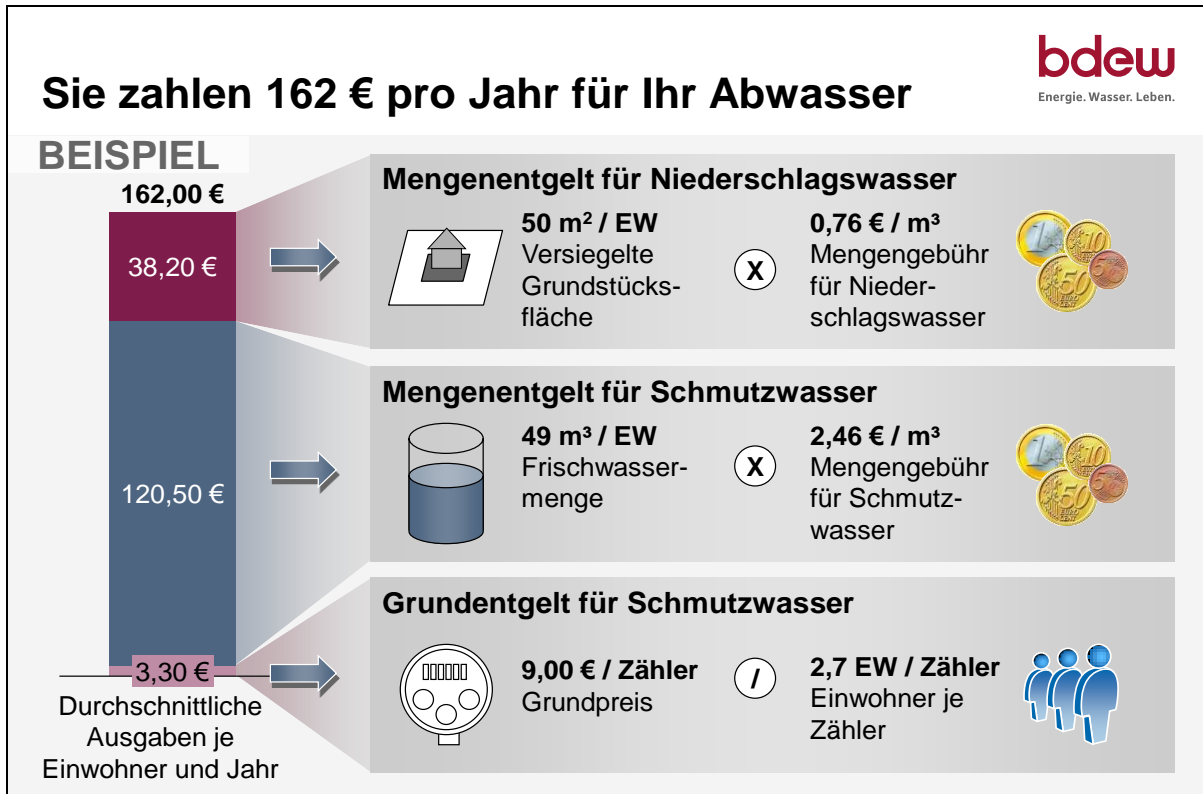 bdew
Energie. Wasser. Leben.
Sie zahlen 162 € pro Jahr für Ihr Abwasser
BEISPIEL
162,00 €
38,20 €
120,50 €
3,30 €
Durchschnittliche
Ausgaben je
Einwohner und Jahr
Mengenentgelt für Niederschlagswasser
50 m² / EW
Versiegelte
Grundstücks-
fläche
X
0,76 € / m³
Mengengebühr
für Nieder-
schlagswasser
Mengenentgelt für Schmutzwasser
49 m³ / EW
Frischwasser-
menge
X
2,46 € / m³
Mengengebühr
für Schmutz-
wasser
Grundentgelt für Schmutzwasser
9,00 € / Zähler
Grundpreis
/
2,7 EW / Zähler
Einwohner je
Zähler